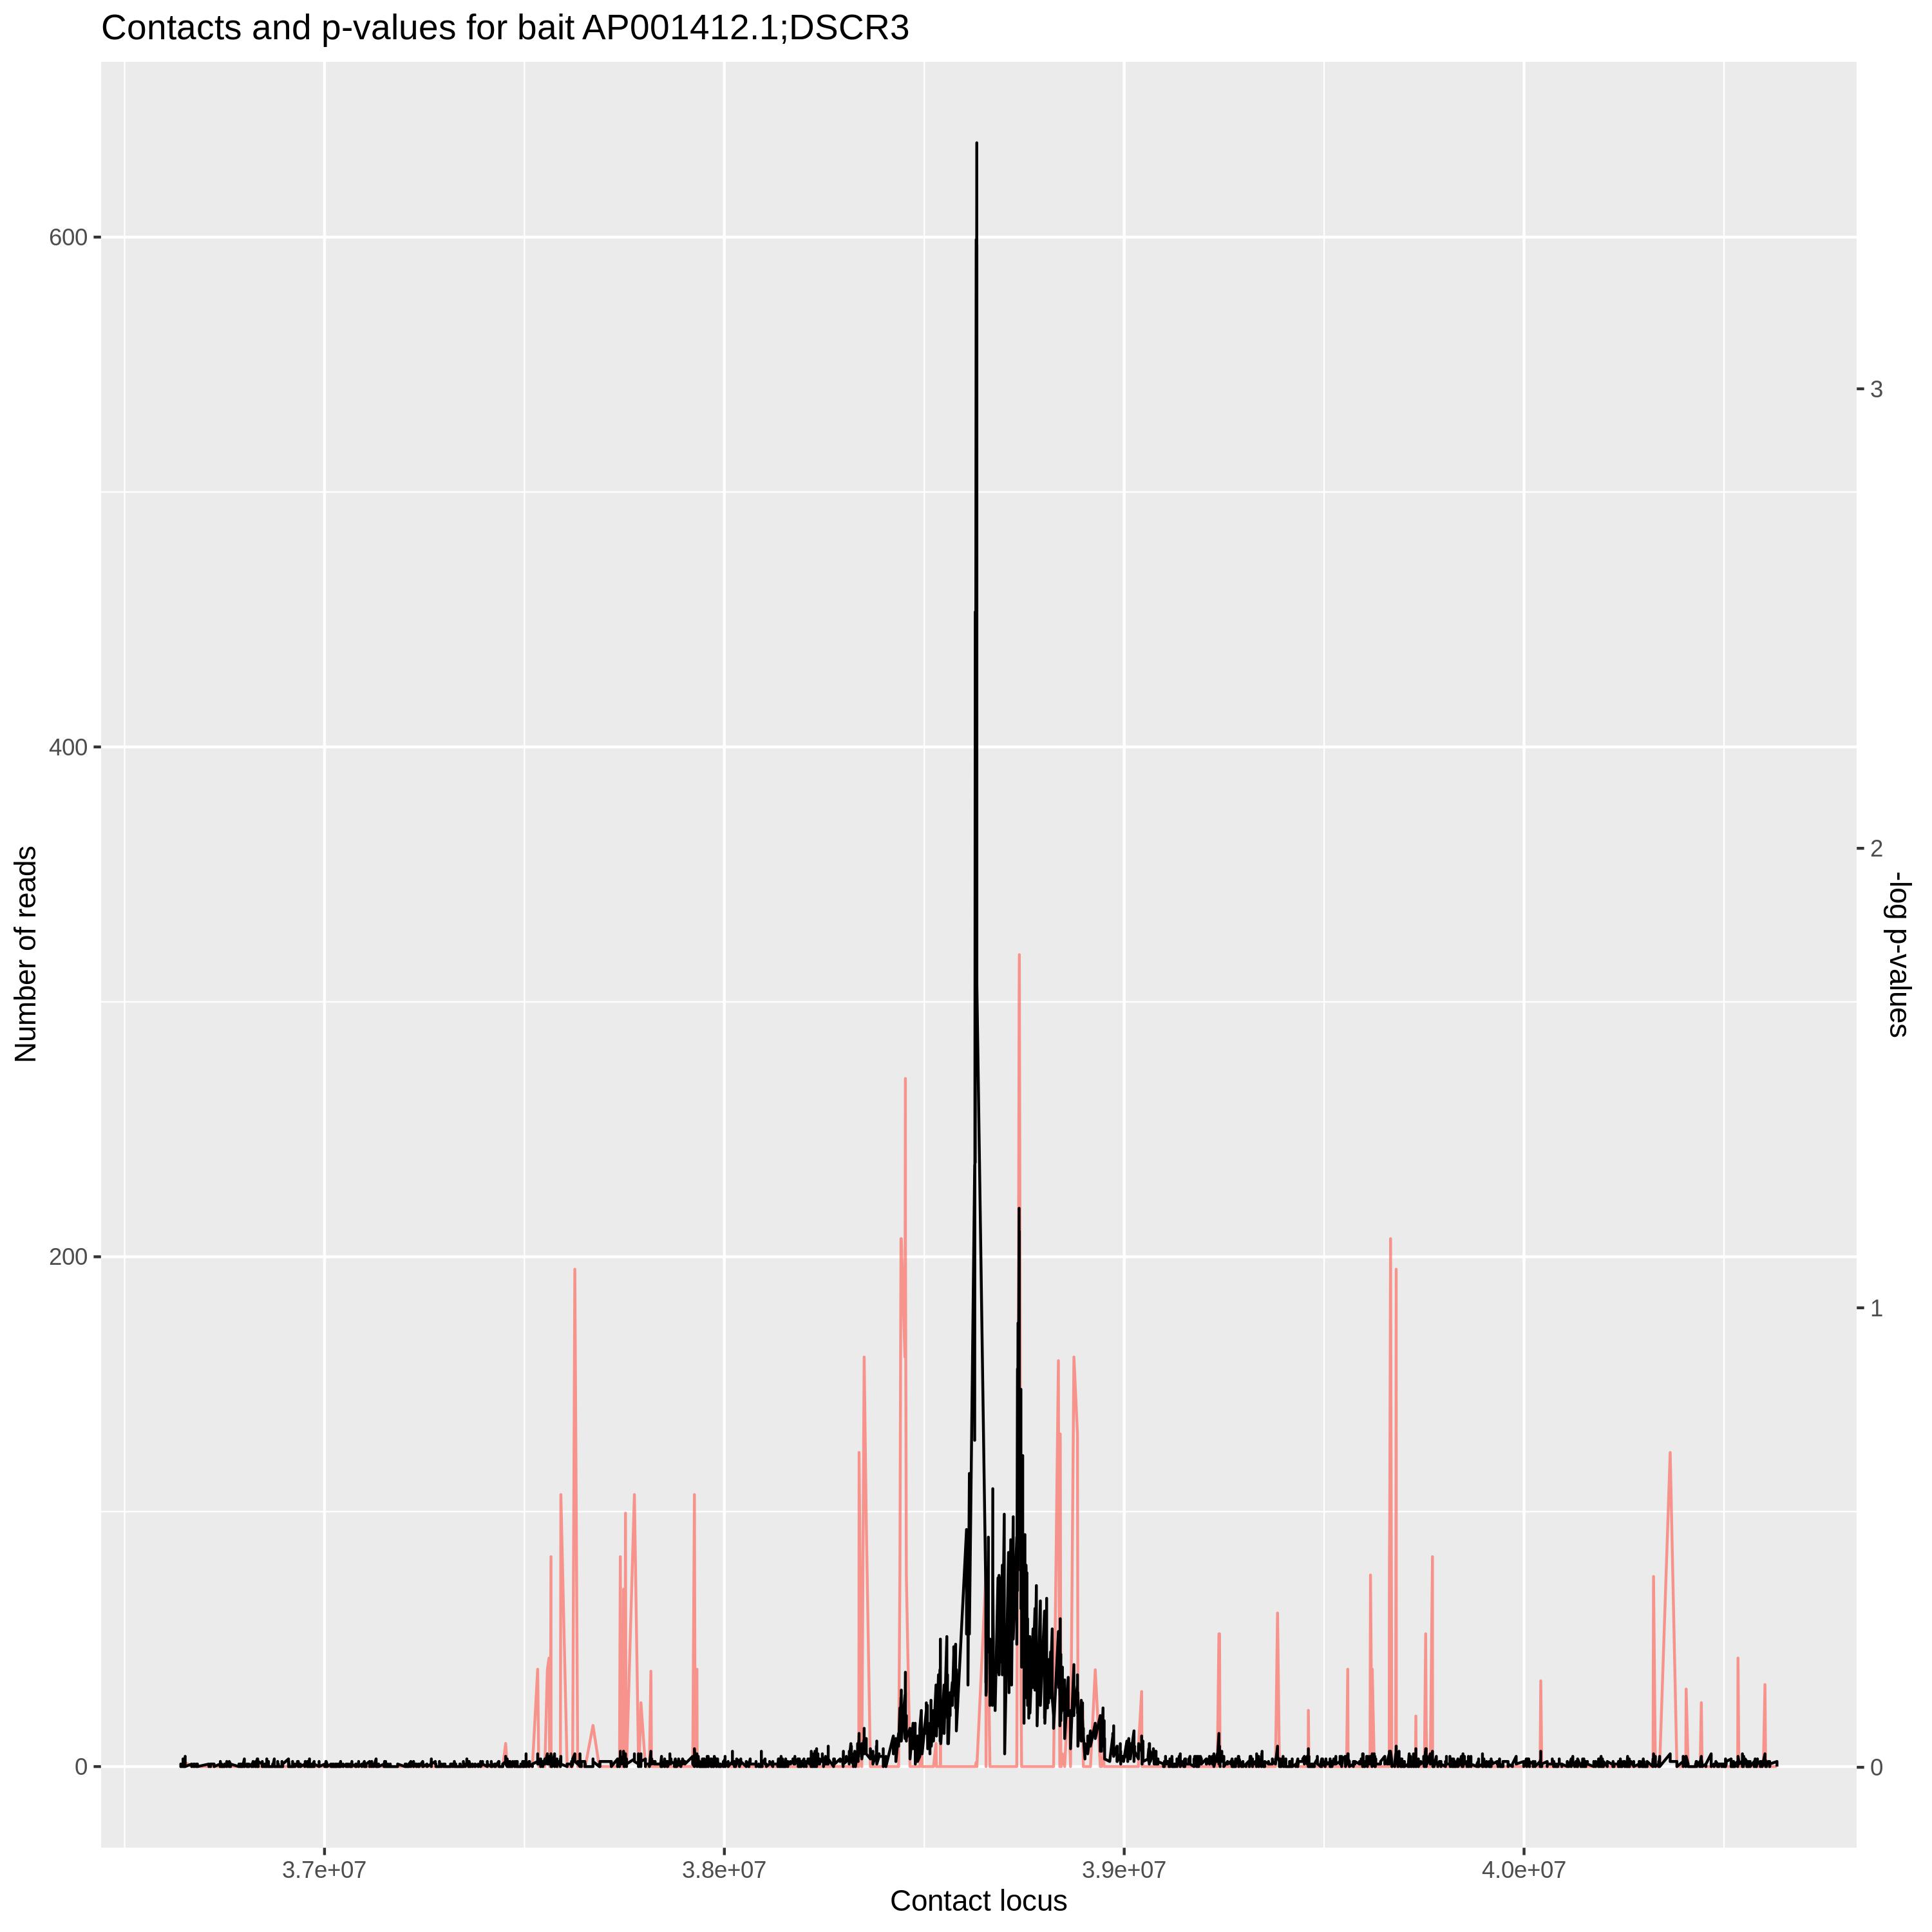 Contacts and p-values for bait AP001412.1;DSCR3
600
400
200
0
Number of reads
3
2
1
0
-log p-values
3.7e+07
3.8e+07
3.9e+07
4.0e+07
Contact locus